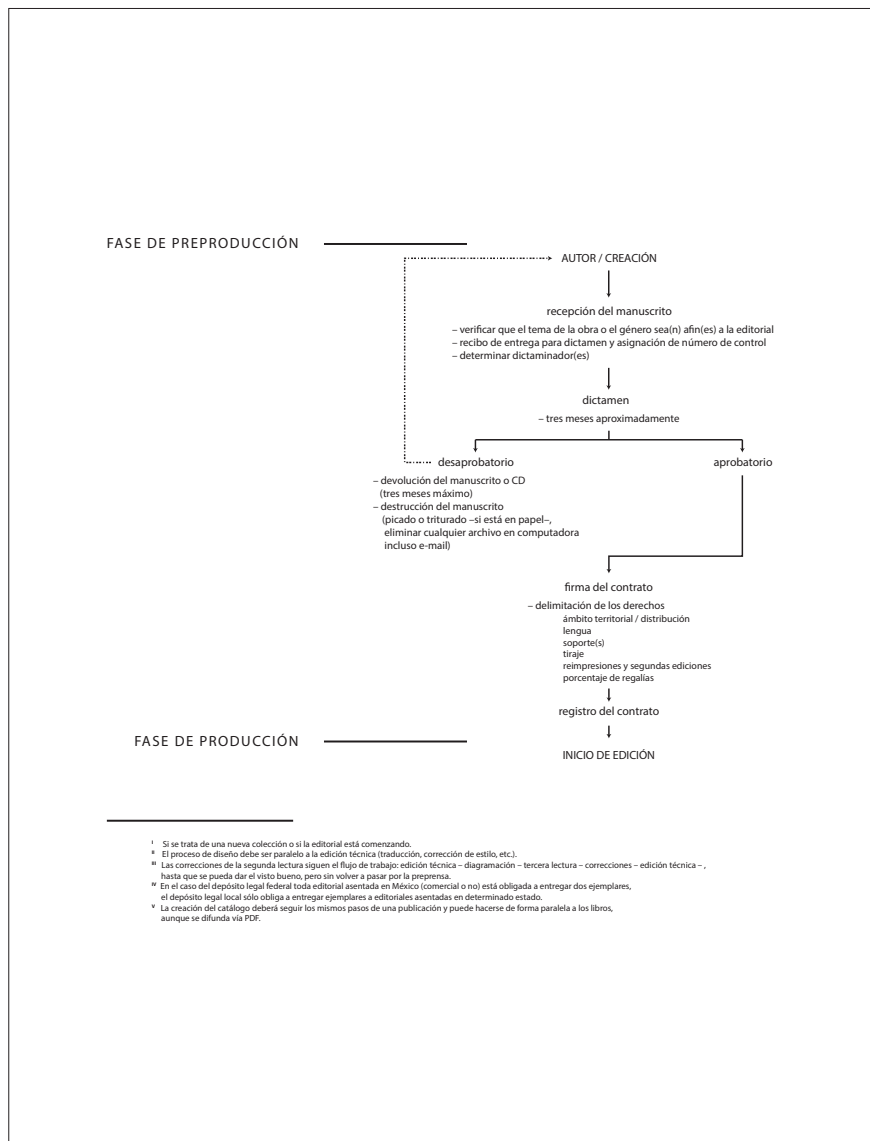 FASE DE PREPRODUCCIÓN
AUTOR / CREACIÓN
recepción del manuscrito
– verificar que el tema de la obra o el género sea(n) afin(es) a la editorial
– recibo de entrega para dictamen y asignación de número de control
– determinar dictaminador(es)
dictamen
– tres meses aproximadamente
desaprobatorio
– devolución del manuscrito o CD
(tres meses máximo)
– destrucción del manuscrito
(picado o triturado –si está en papel–,
eliminar cualquier archivo en computadora
incluso e-mail)
aprobatorio
firma del contrato
– delimitación de los derechos
ámbito territorial / distribución
lengua
soporte(s)
tiraje
reimpresiones y segundas ediciones
porcentaje de regalías
registro del contrato
FASE DE PRODUCCIÓN
INICIO DE EDICIÓN
I Si se trata de una nueva colección o si la editorial está comenzando.
II El proceso de diseño debe ser paralelo a la edición técnica (traducción, corrección de estilo, etc.).
III Las correcciones de la segunda lectura siguen el flujo de trabajo: edición técnica – diagramación – tercera lectura – correcciones – edición técnica – ,
hasta que se pueda dar el visto bueno, pero sin volver a pasar por la preprensa.
IV En el caso del depósito legal federal toda editorial asentada en México (comercial o no) está obligada a entregar dos ejemplares,
el depósito legal local sólo obliga a entregar ejemplares a editoriales asentadas en determinado estado.
V La creación del catálogo deberá seguir los mismos pasos de una publicación y puede hacerse de forma paralela a los libros,
aunque se difunda vía PDF.